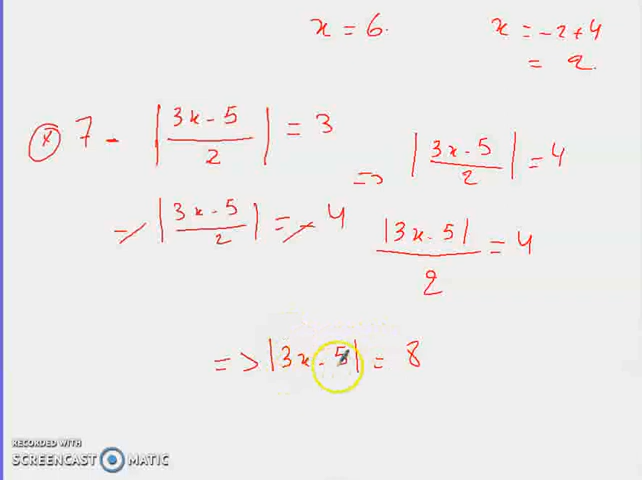 x = 6.
x = -2+4
= 2.
(*) 7 - |(3x - 5)/2| = 3
=> |(3x - 5)/2| = 4
=> - |(3x - 5)/2| = - 4
|3x - 5|/2 = 4
=> |3x - 5| = 8
RECORDED WITH
SCREENCAST MATIC